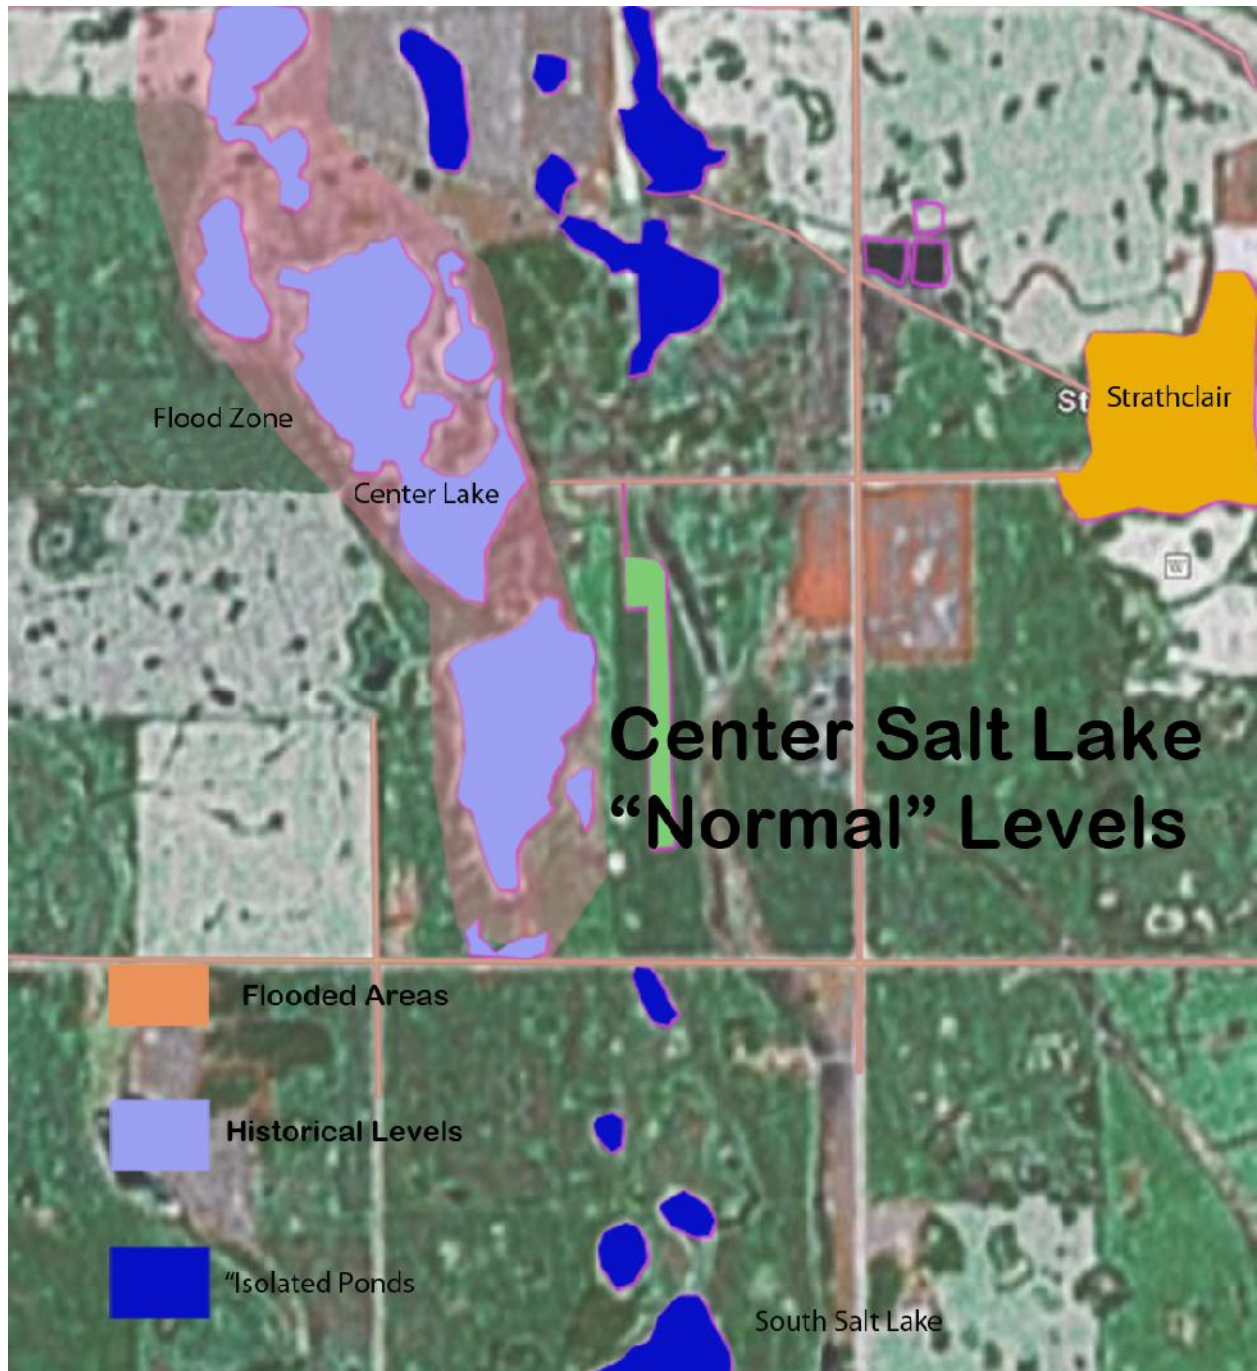 Flood Zone
St
Strathclair
Center Lake
W
Center Salt Lake
“Normal” Levels
Flooded Areas
Historical Levels
“Isolated Ponds
South Salt Lake